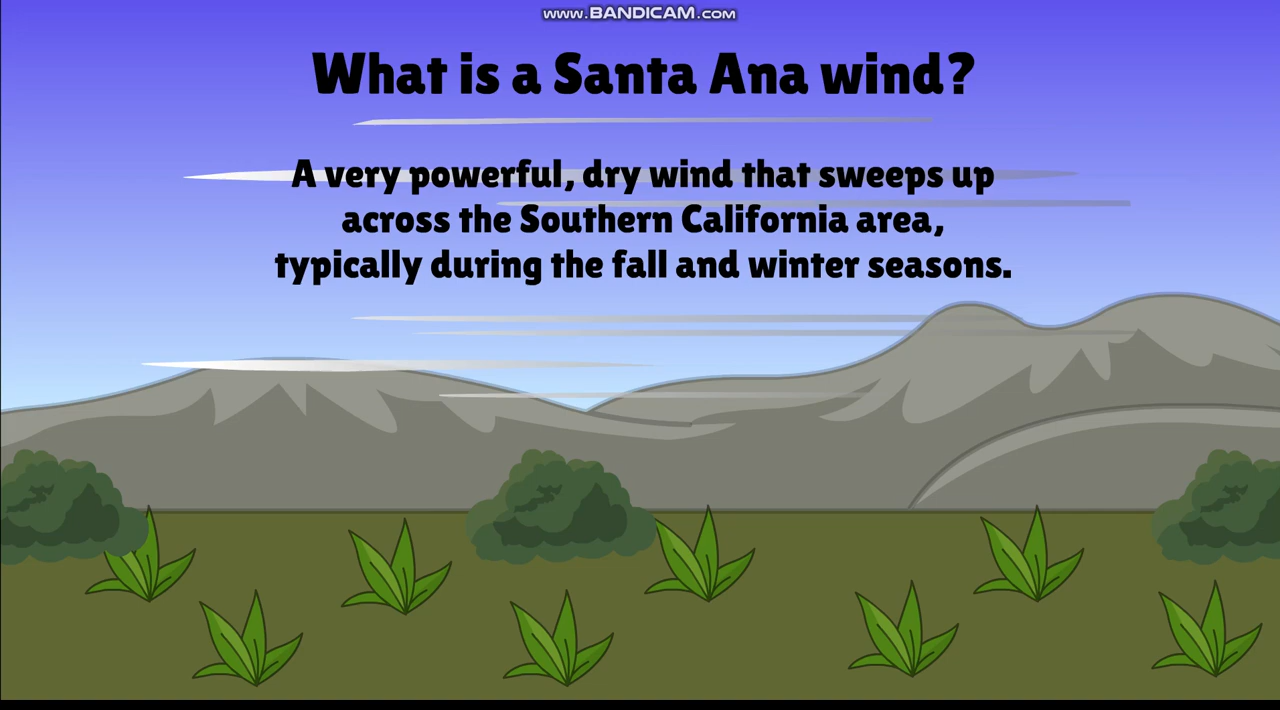 www.BANDICAM.com
What is a Santa Ana wind?
A very powerful, dry wind that sweeps up
across the Southern California area,
typically during the fall and winter seasons.